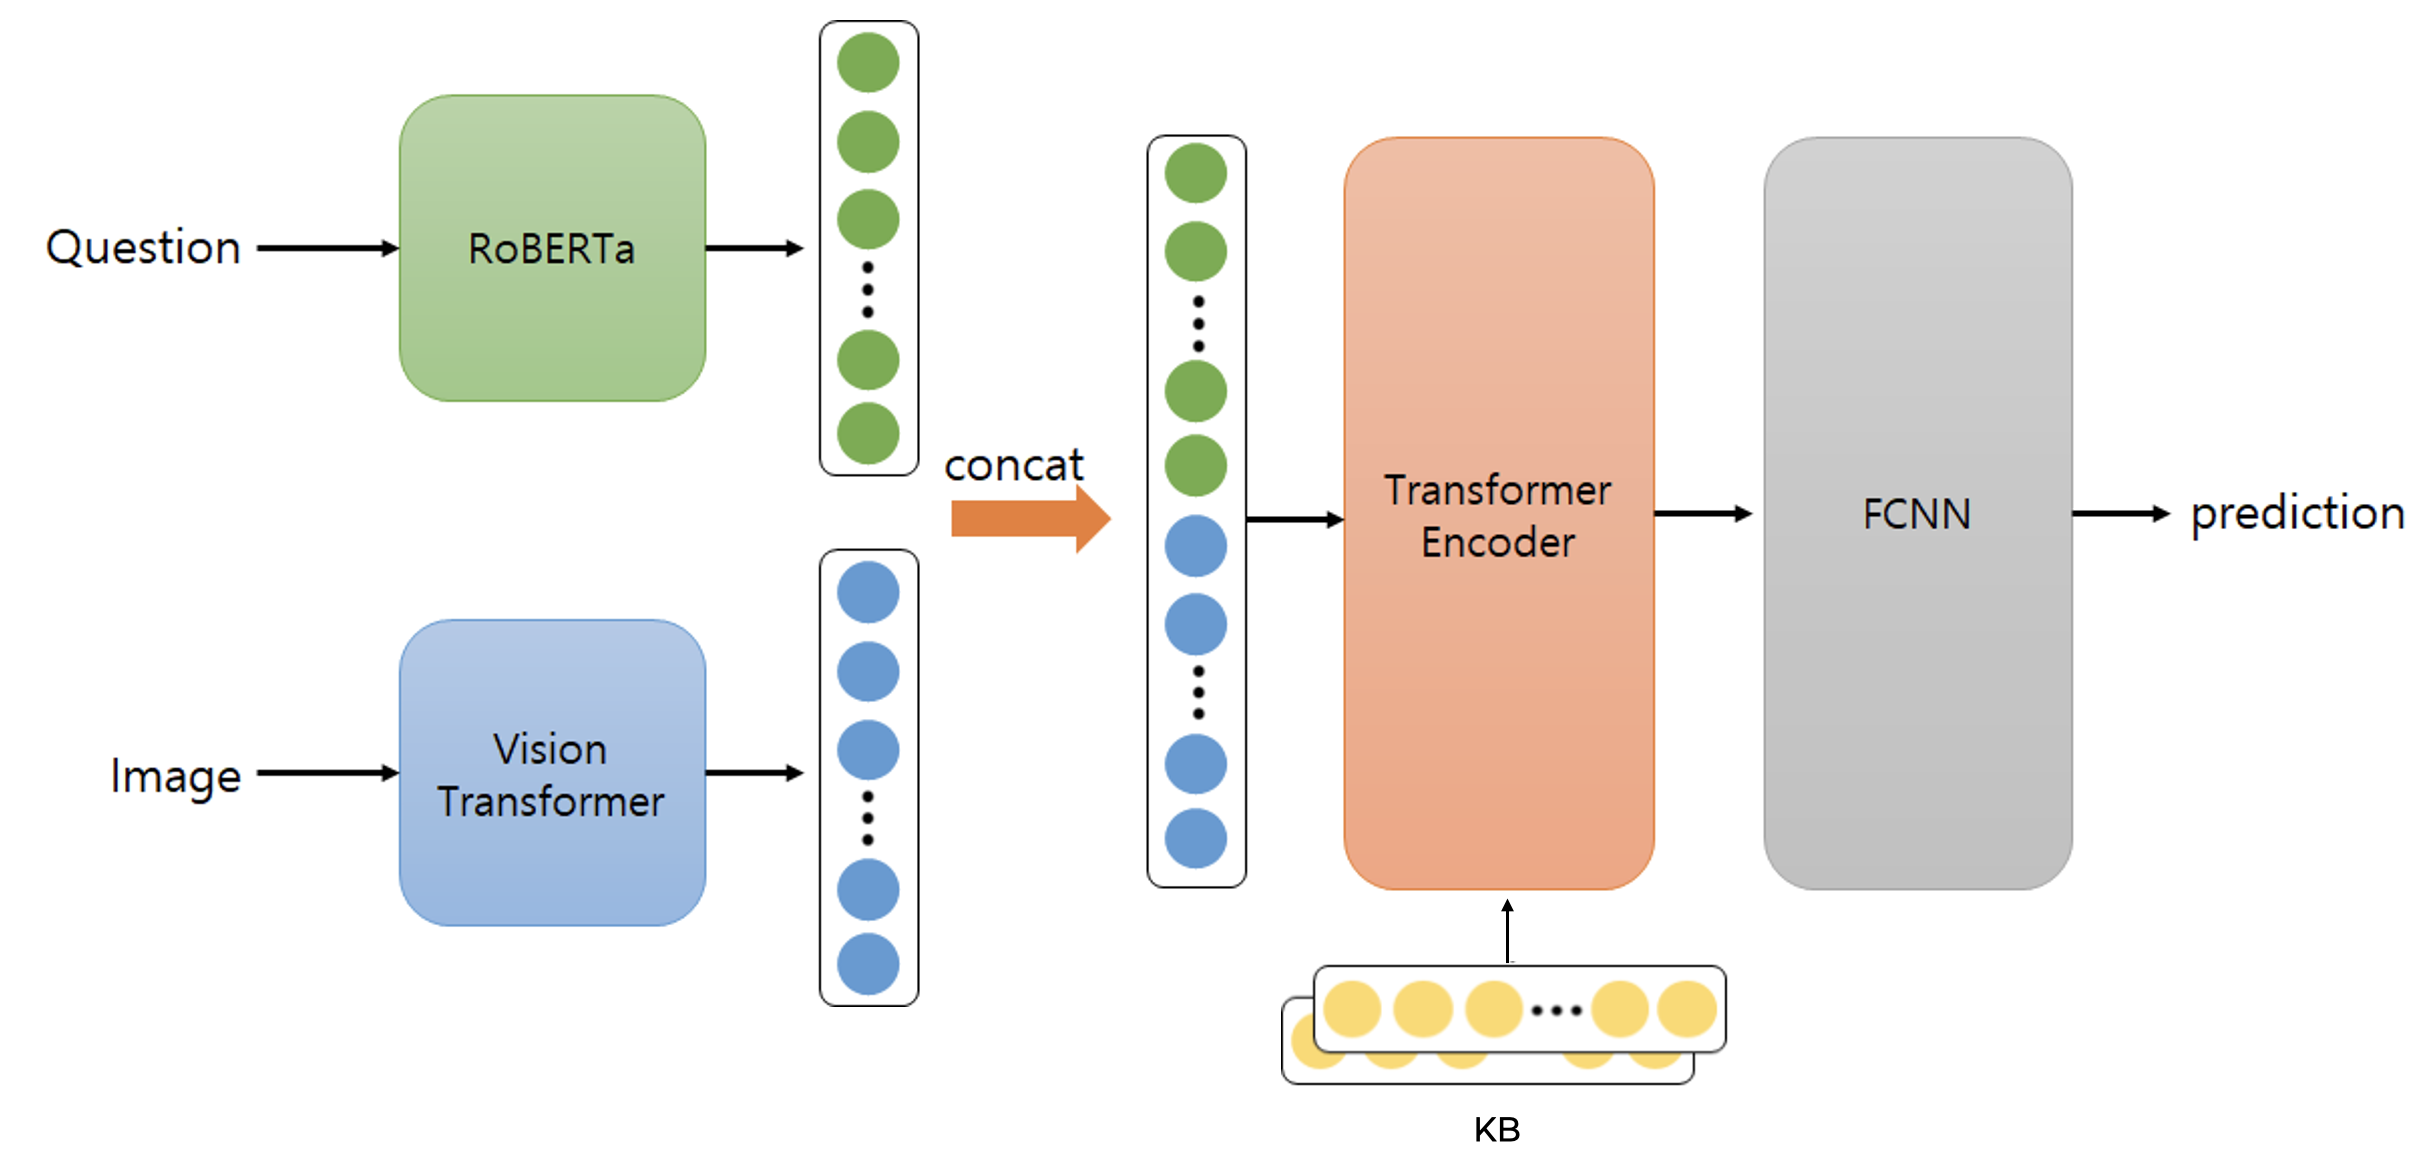 Question
RoBERTa
concat
Image
Vision
Transformer
Transformer
Encoder
FCNN
prediction
KB